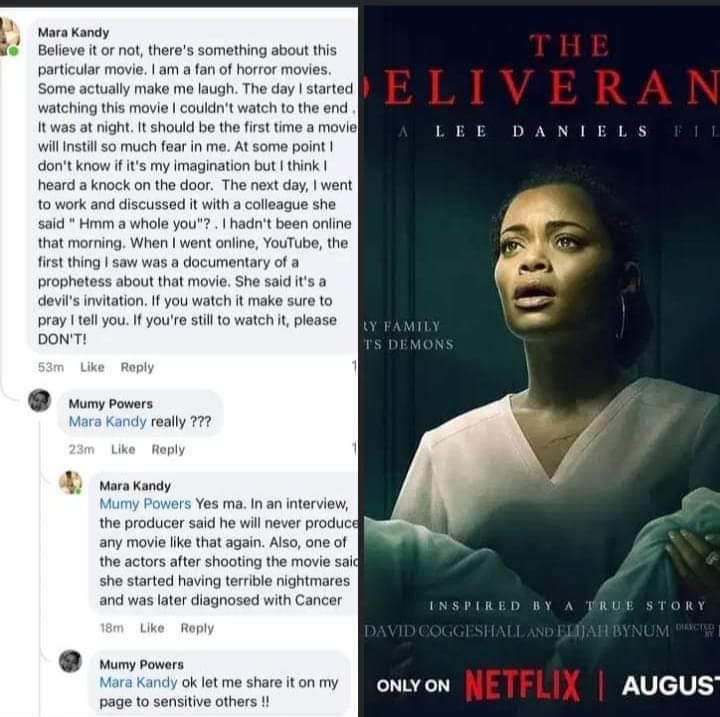 Mara Kandy
Believe it or not, there's something about this
particular movie. I am a fan of horror movies.
Some actually make me laugh. The day I started
watching this movie I couldn't watch to the end .
It was at night. It should be the first time a movie
will Instill so much fear in me. At some point I
don't know if it's my imagination but I think I
heard a knock on the door.  The next day, I went
to work and discussed it with a colleague she
said " Hmm a whole you"? . I hadn't been online
that morning. When I went online, YouTube, the
first thing I saw was a documentary of a
prophetess about that movie. She said it's a
devil's invitation. If you watch it make sure to
pray I tell you. If you're still to watch it, please
DON'T!
53m Like Reply 1
Mumy Powers
Mara Kandy really ???
23m Like Reply 1
Mara Kandy
Mumy Powers Yes ma. In an interview,
the producer said he will never produce
any movie like that again. Also, one of
the actors after shooting the movie said
she started having terrible nightmares
and was later diagnosed with Cancer
18m Like Reply
Mumy Powers
Mara Kandy ok let me share it on my
page to sensitive others !!
THE
ELIVERAN
A LEE DANIELS FIL
RY FAMILY
TS DEMONS
INSPIRED BY A TRUE STORY
DAVID COGGESHALL AND ELIJAH BYNUM DIRECTED BY
ONLY ON NETFLIX | AUGUST